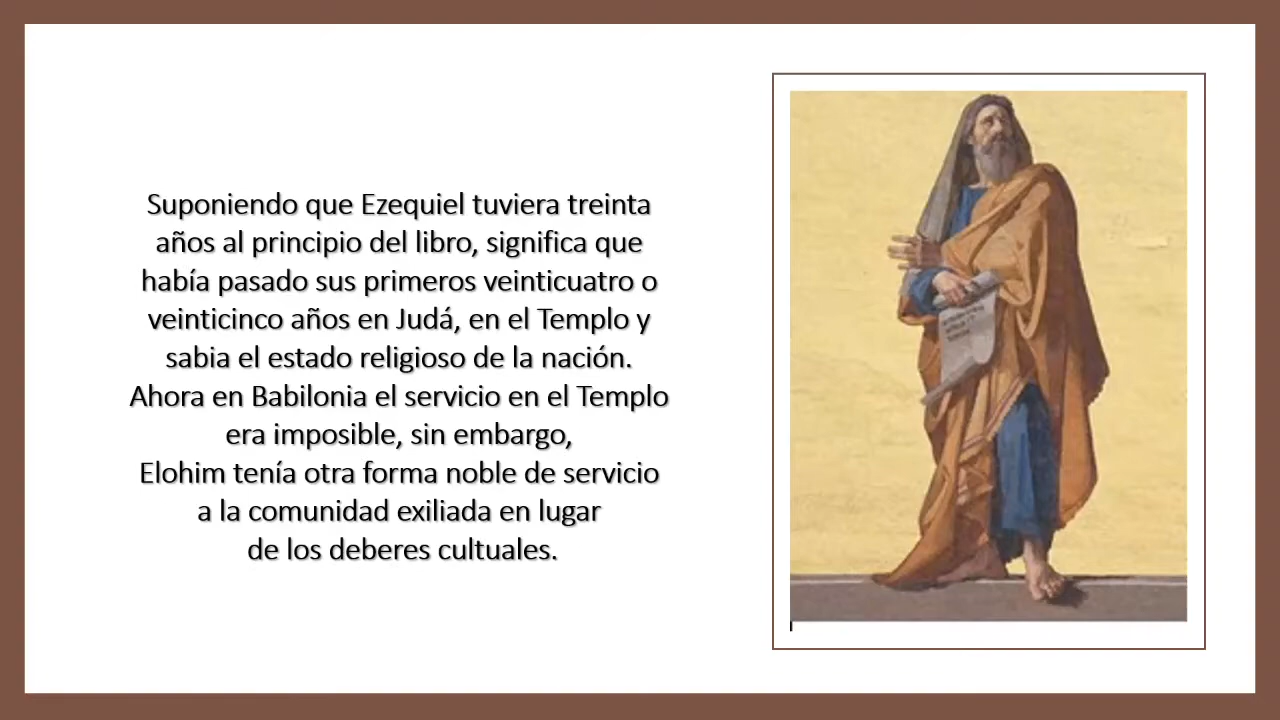 Suponiendo que Ezequiel tuviera treinta
años al principio del libro, significa que
había pasado sus primeros veinticuatro o
veinticinco años en Judá, en el Templo y
sabia el estado religioso de la nación.
Ahora en Babilonia el servicio en el Templo
era imposible, sin embargo,
Elohim tenía otra forma noble de servicio
a la comunidad exiliada en lugar
de los deberes cultuales.